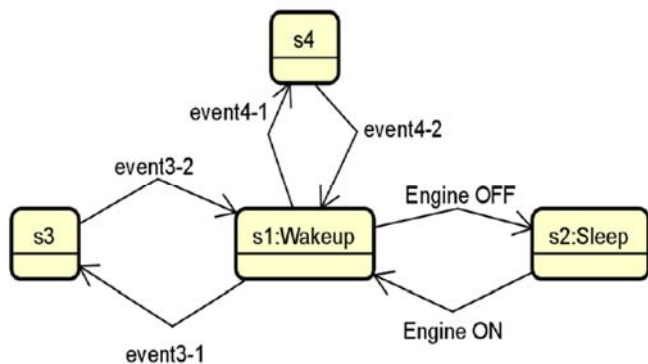 s4
event4-1
event4-2
event3-2
Engine OFF
s3
s1:Wakeup
s2:Sleep
Engine ON
event3-1